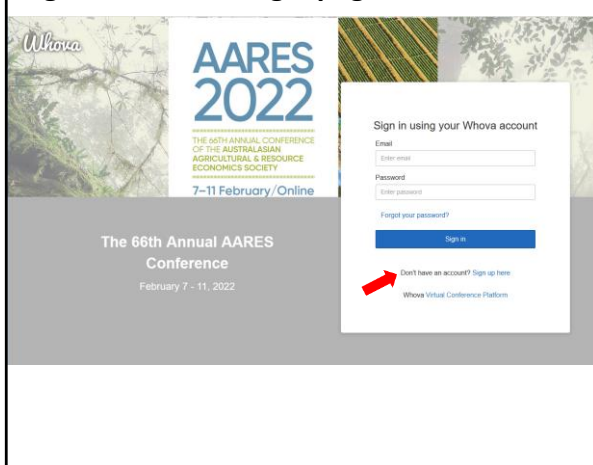 Whova
AARES
2022
THE 66TH ANNUAL CONFERENCE
OF THE AUSTRALASIAN
AGRICULTURAL & RESOURCE
ECONOMICS SOCIETY
7–11 February/Online
The 66th Annual AARES
Conference
February 7 - 11, 2022
Sign in using your Whova account
Email
Enter email
Password
Enter password
Forgot your password?
Sign in
Don't have an account? Sign up here
Whova Virtual Conference Platform